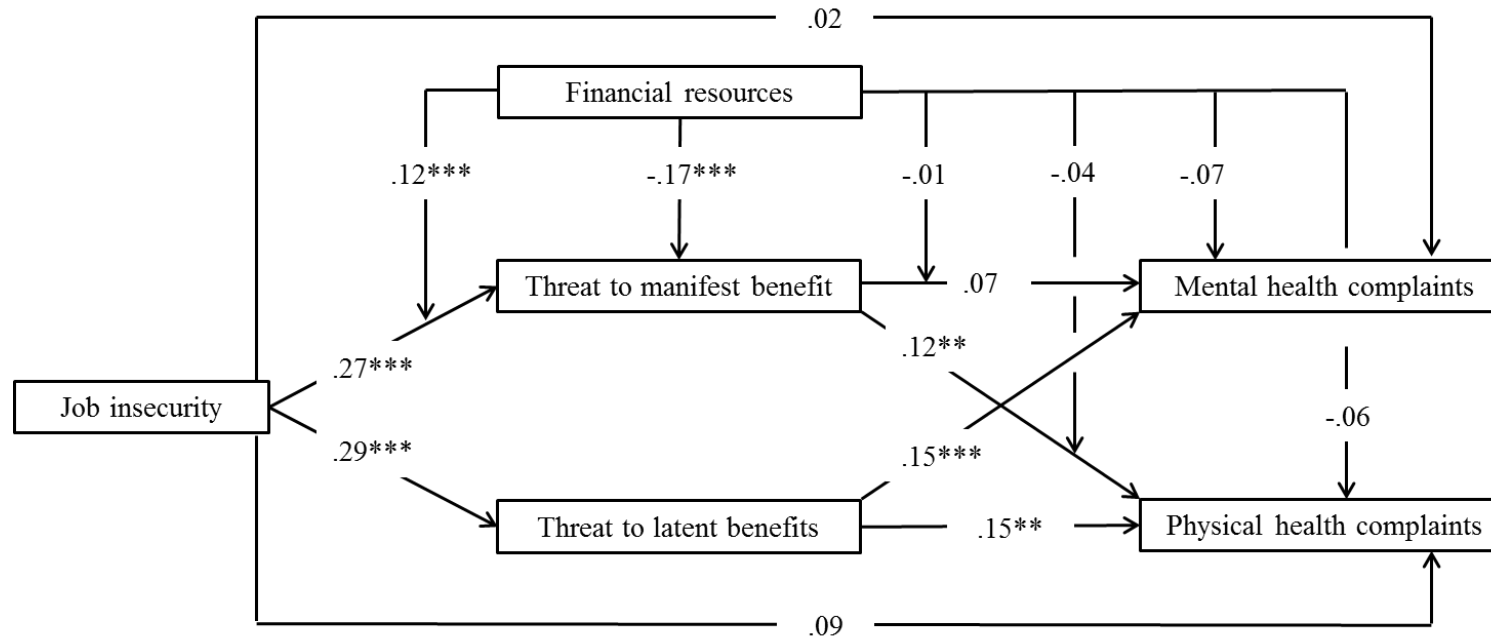 .02
Financial resources
.12***
-.17***
-.01
-.04
-.07
Threat to manifest benefit
.07
Mental health complaints
.27***
.12**
Job insecurity
-.06
.29***
.15***
Threat to latent benefits
.15**
Physical health complaints
.09